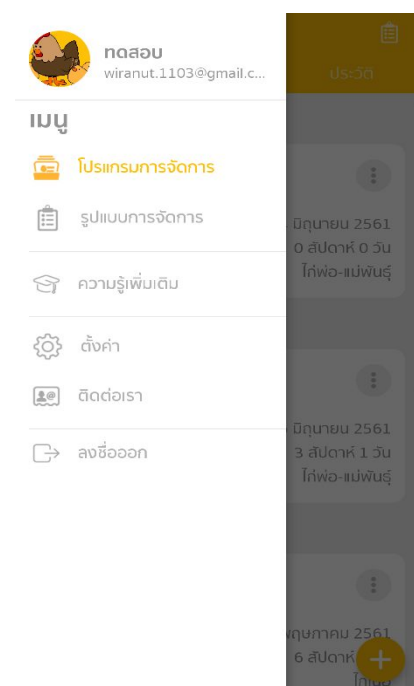 ทดสอบ
wiranut.1103@gmail.c...
ประวัติ
เมนู
โปรแกรมการจัดการ
รูปแบบการจัดการ
มิถุนายน 2561
0 สัปดาห์ 0 วัน
ไก่พ่อ-แม่พันธุ์
ความรู้เพิ่มเติม
ตั้งค่า
ติดต่อเรา
มิถุนายน 2561
3 สัปดาห์ 1 วัน
ไก่พ่อ-แม่พันธุ์
ลงชื่อออก
พฤษภาคม 2561
6 สัปดาห์